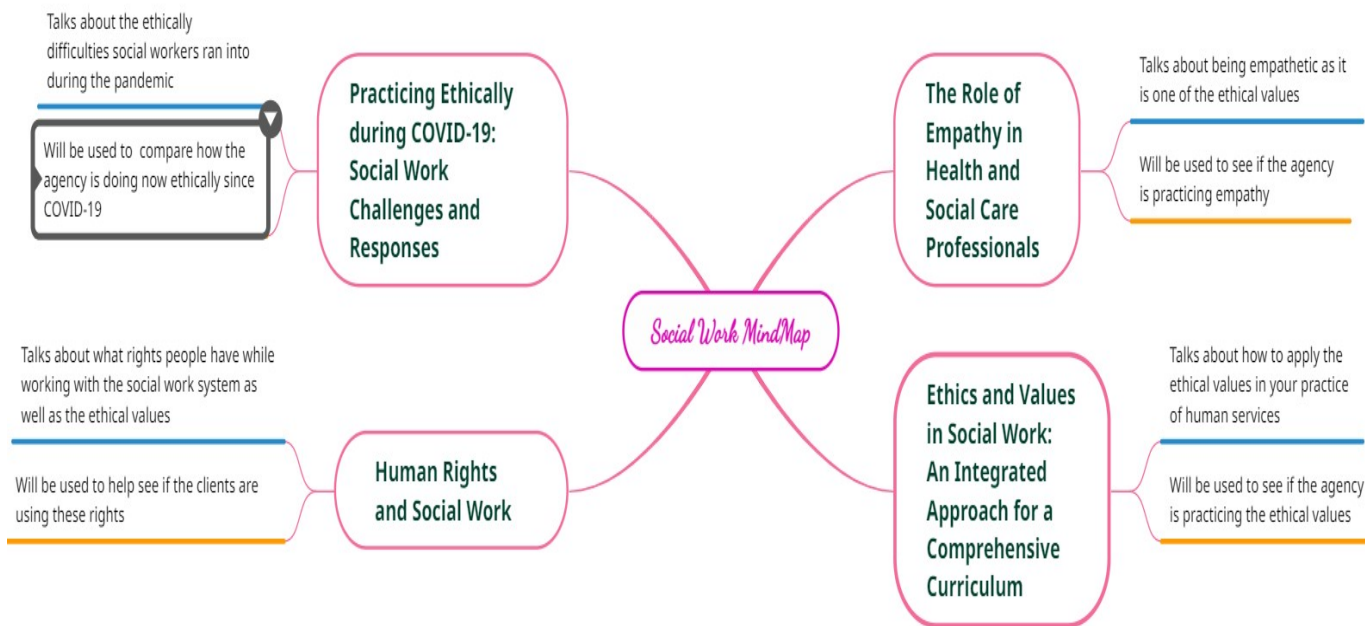 Talks about the ethically
difficulties social workers ran into
during the pandemic
Will be used to  compare how the
agency is doing now ethically since
COVID-19
Practicing Ethically
during COVID-19:
Social Work
Challenges and
Responses
The Role of
Empathy in
Health and
Social Care
Professionals
Talks about being empathetic as it
is one of the ethical values
Will be used to see if the agency
is practicing empathy
Social Work MindMap
Talks about what rights people have while
working with the social work system as
well as the ethical values
Will be used to help see if the clients are
using these rights
Human Rights
and Social Work
Ethics and Values
in Social Work:
An Integrated
Approach for a
Comprehensive
Curriculum
Talks about how to apply the
ethical values in your practice
of human services
Will be used to see if the agency
is practicing the ethical values